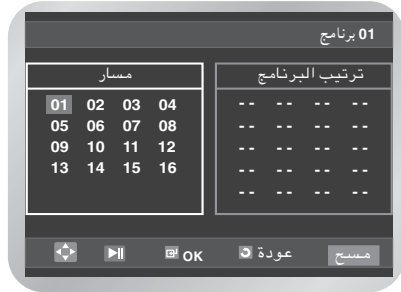 01 برنامج
مسار
ترتيب البرنامج
01 02 03 04
05 06 07 08
09 10 11 12
13 14 15 16
-- -- -- --
-- -- -- --
-- -- -- --
-- -- -- --
-- -- -- --
-- -- -- --
OK عودة مسح